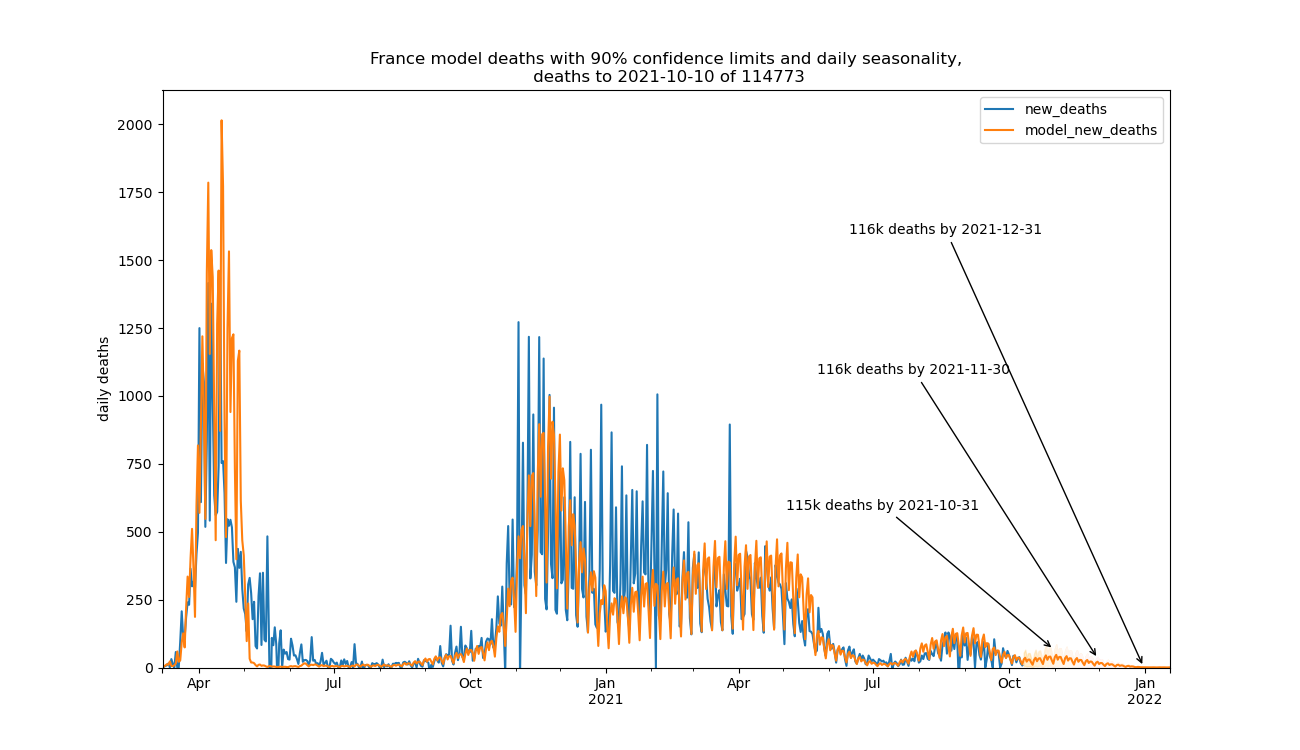 France model deaths with 90% confidence limits and daily seasonality,
deaths to 2021-10-10 of 114773
new_deaths
model_new_deaths
daily deaths
2000
1750
1500
1250
1000
750
500
250
0
116k deaths by 2021-12-31
116k deaths by 2021-11-30
115k deaths by 2021-10-31
Apr Jul Oct Jan Apr Jul Oct Jan
2021 2022